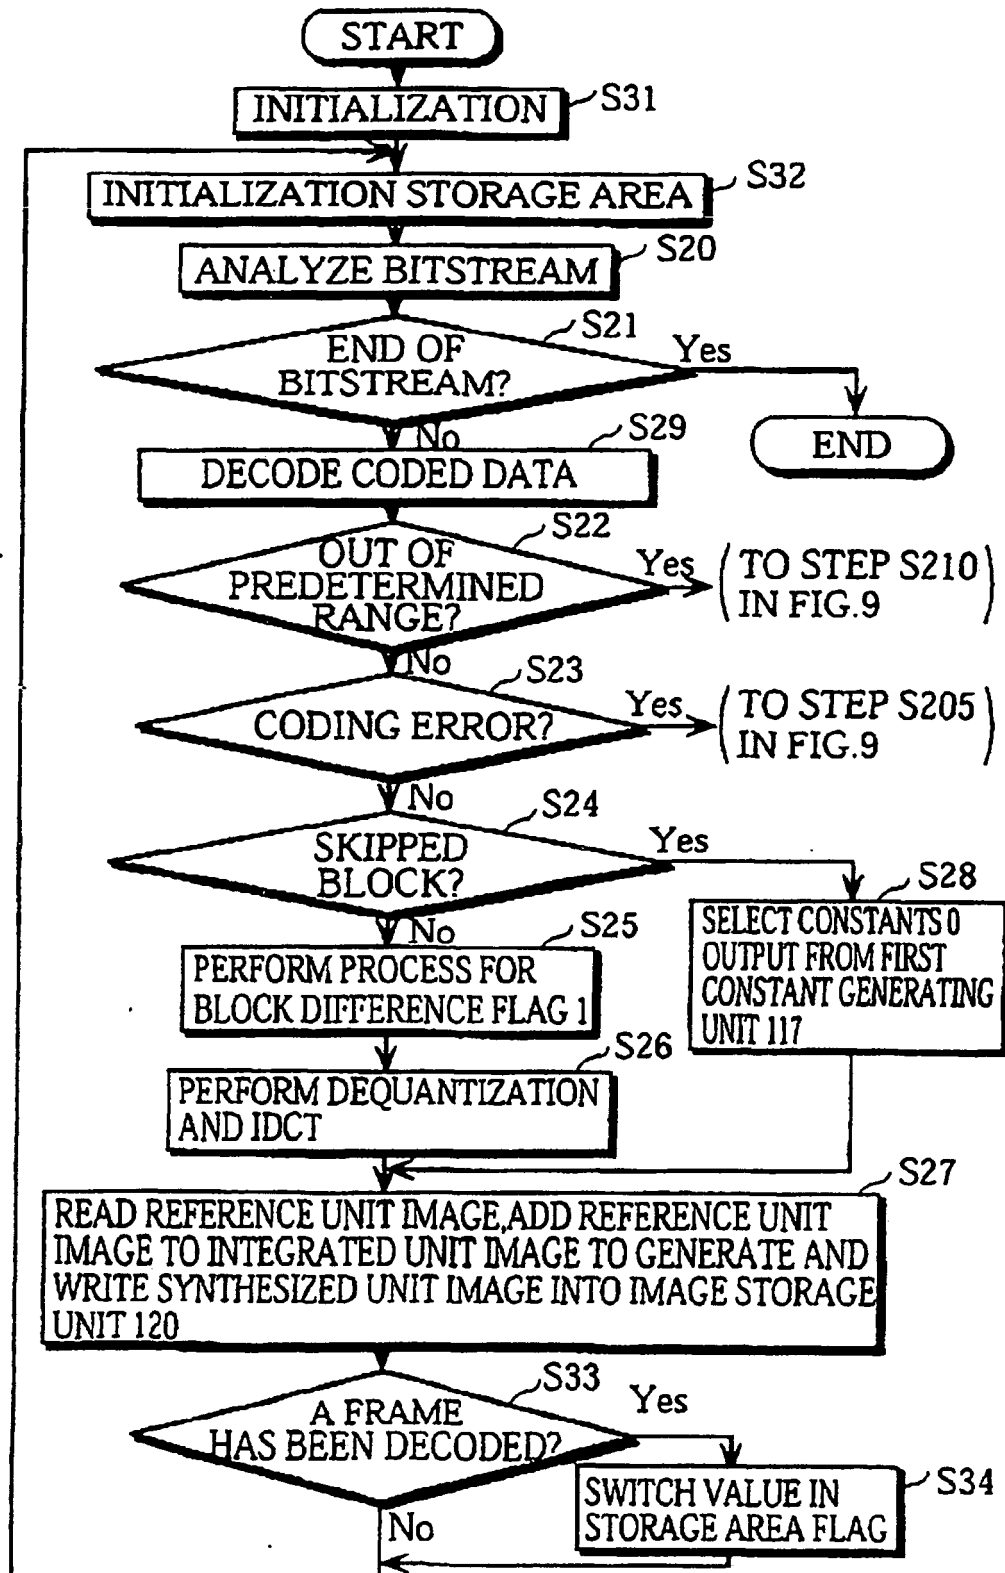 START
INITIALIZATION
S31
INITIALIZATION STORAGE AREA
S32
ANALYZE BITSTREAM
S20
END OF
BITSTREAM?
S21
Yes
END
No
DECODE CODED DATA
S29
OUT OF
PREDETERMINED
RANGE?
S22
Yes
(TO STEP S210
IN FIG.9)
No
CODING ERROR?
S23
Yes
(TO STEP S205
IN FIG.9)
No
SKIPPED
BLOCK?
S24
Yes
S28
SELECT CONSTANTS 0
OUTPUT FROM FIRST
CONSTANT GENERATING
UNIT 117
No
S25
PERFORM PROCESS FOR
BLOCK DIFFERENCE FLAG 1
S26
PERFORM DEQUANTIZATION
AND IDCT
S27
READ REFERENCE UNIT IMAGE,ADD REFERENCE UNIT
IMAGE TO INTEGRATED UNIT IMAGE TO GENERATE AND
WRITE SYNTHESIZED UNIT IMAGE INTO IMAGE STORAGE
UNIT 120
A FRAME
HAS BEEN DECODED?
S33
Yes
S34
SWITCH VALUE IN
STORAGE AREA FLAG
No